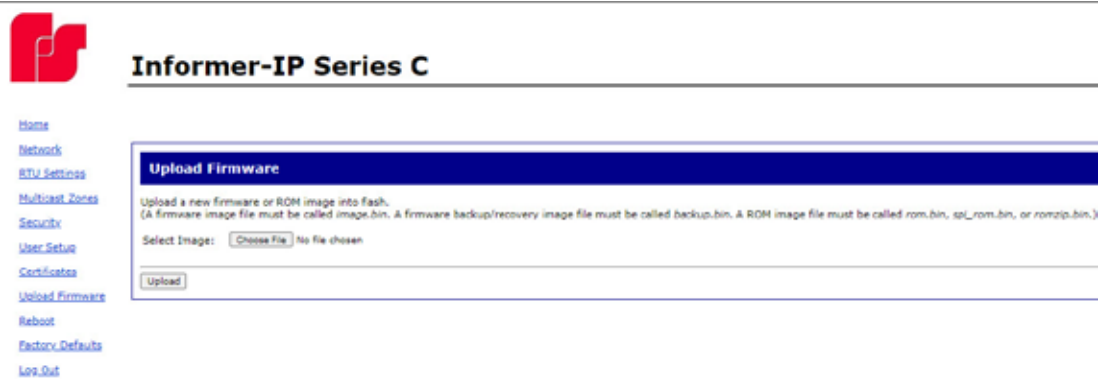 Informer-IP Series C
Home
Network
RTU Settings
Multicast Zones
Security
User Setup
Certificates
Upload Firmware
Reboot
Factory Defaults
Log Out
Upload Firmware
Upload a new firmware or ROM image into flash.
(A firmware image file must be called image.bin. A firmware backup/recovery image file must be called backup.bin. A ROM image file must be called rom.bin, spi_rom.bin, or romzip.bin.)
Select Image: Choose File No file chosen
Upload